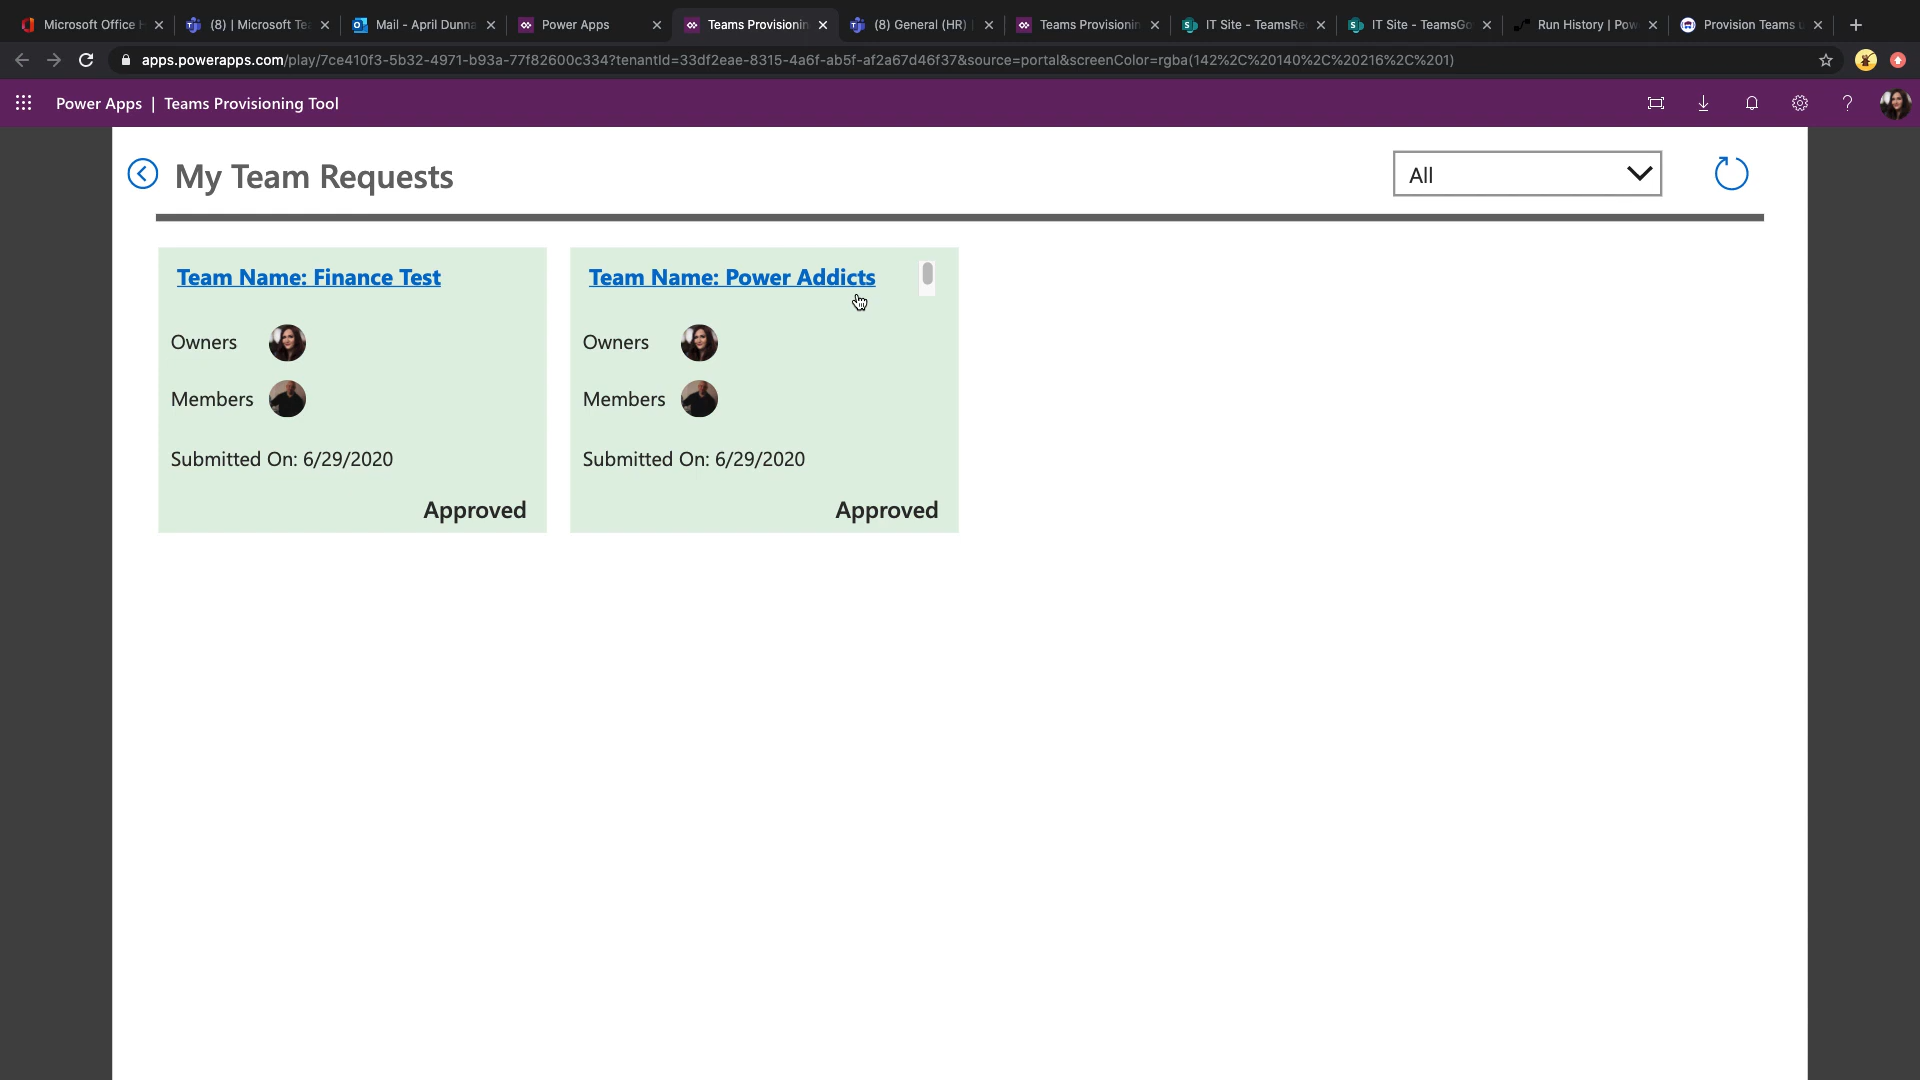 Microsoft Office H
(8) | Microsoft Tea
Mail - April Dunna
Power Apps
Teams Provisionin
(8) General (HR) |
Teams Provisionin
IT Site - TeamsRe
IT Site - TeamsGo
Run History | Pow
Provision Teams u
apps.powerapps.com/play/7ce410f3-5b32-4971-b93a-77f82600c334?tenantId=33df2eae-8315-4a6f-ab5f-af2a67d46f37&source=portal&screenColor=rgba(142%2C%20140%2C%20216%2C%201)
Power Apps | Teams Provisioning Tool
My Team Requests
All
Team Name: Finance Test
Owners
Members
Submitted On: 6/29/2020
Approved
Team Name: Power Addicts
Owners
Members
Submitted On: 6/29/2020
Approved